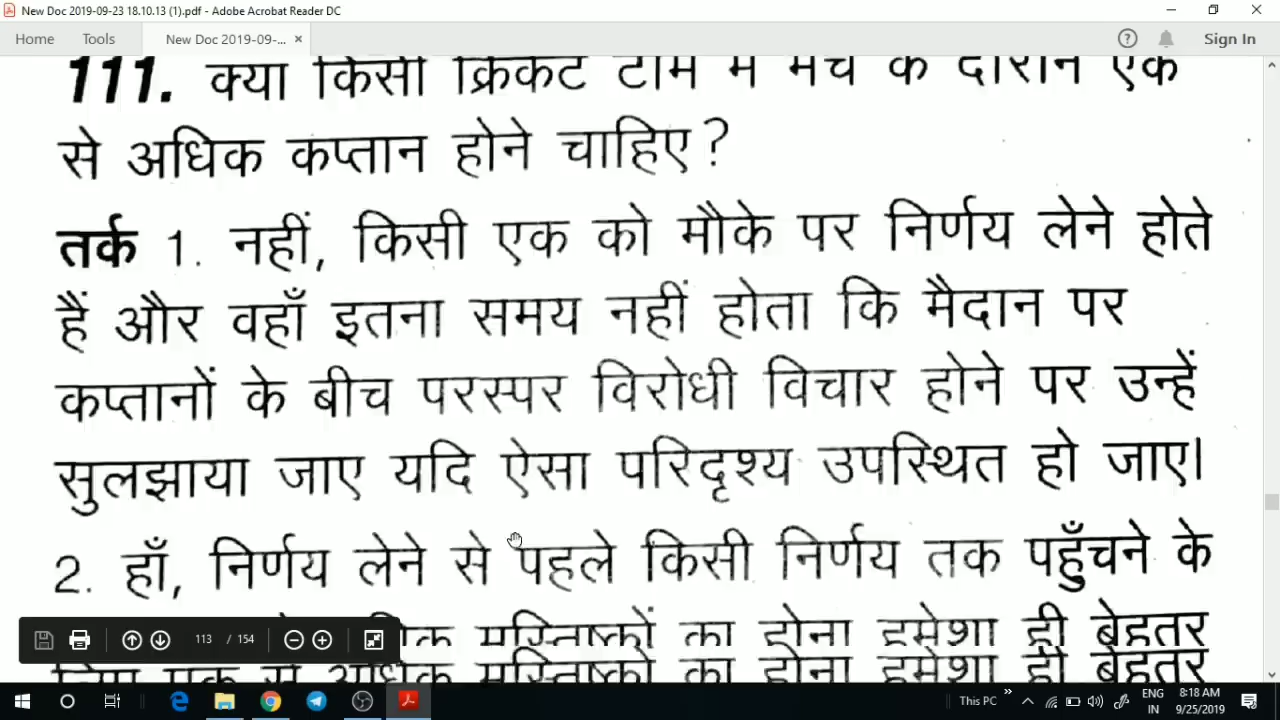 New Doc 2019-09-23 18.10.13 (1).pdf - Adobe Acrobat Reader DC
Home Tools New Doc 2019-09-... × Sign In
111. क्या किसी क्रिकेट टीम में मैच के दौरान एक
से अधिक कप्तान होने चाहिए?
तर्क 1. नहीं, किसी एक को मौके पर निर्णय लेने होते
हैं और वहाँ इतना समय नहीं होता कि मैदान पर
कप्तानों के बीच परस्पर विरोधी विचार होने पर उन्हें
सुलझाया जाए यदि ऐसा परिदृश्य उपस्थित हो जाए।
2. हाँ, निर्णय लेने से पहले किसी निर्णय तक पहुँचने के
लिए एक से अधिक मस्तिष्कों का होना हमेशा ही बेहतर
113 / 154
This PC » ENG 8:18 AM
IN 9/25/2019